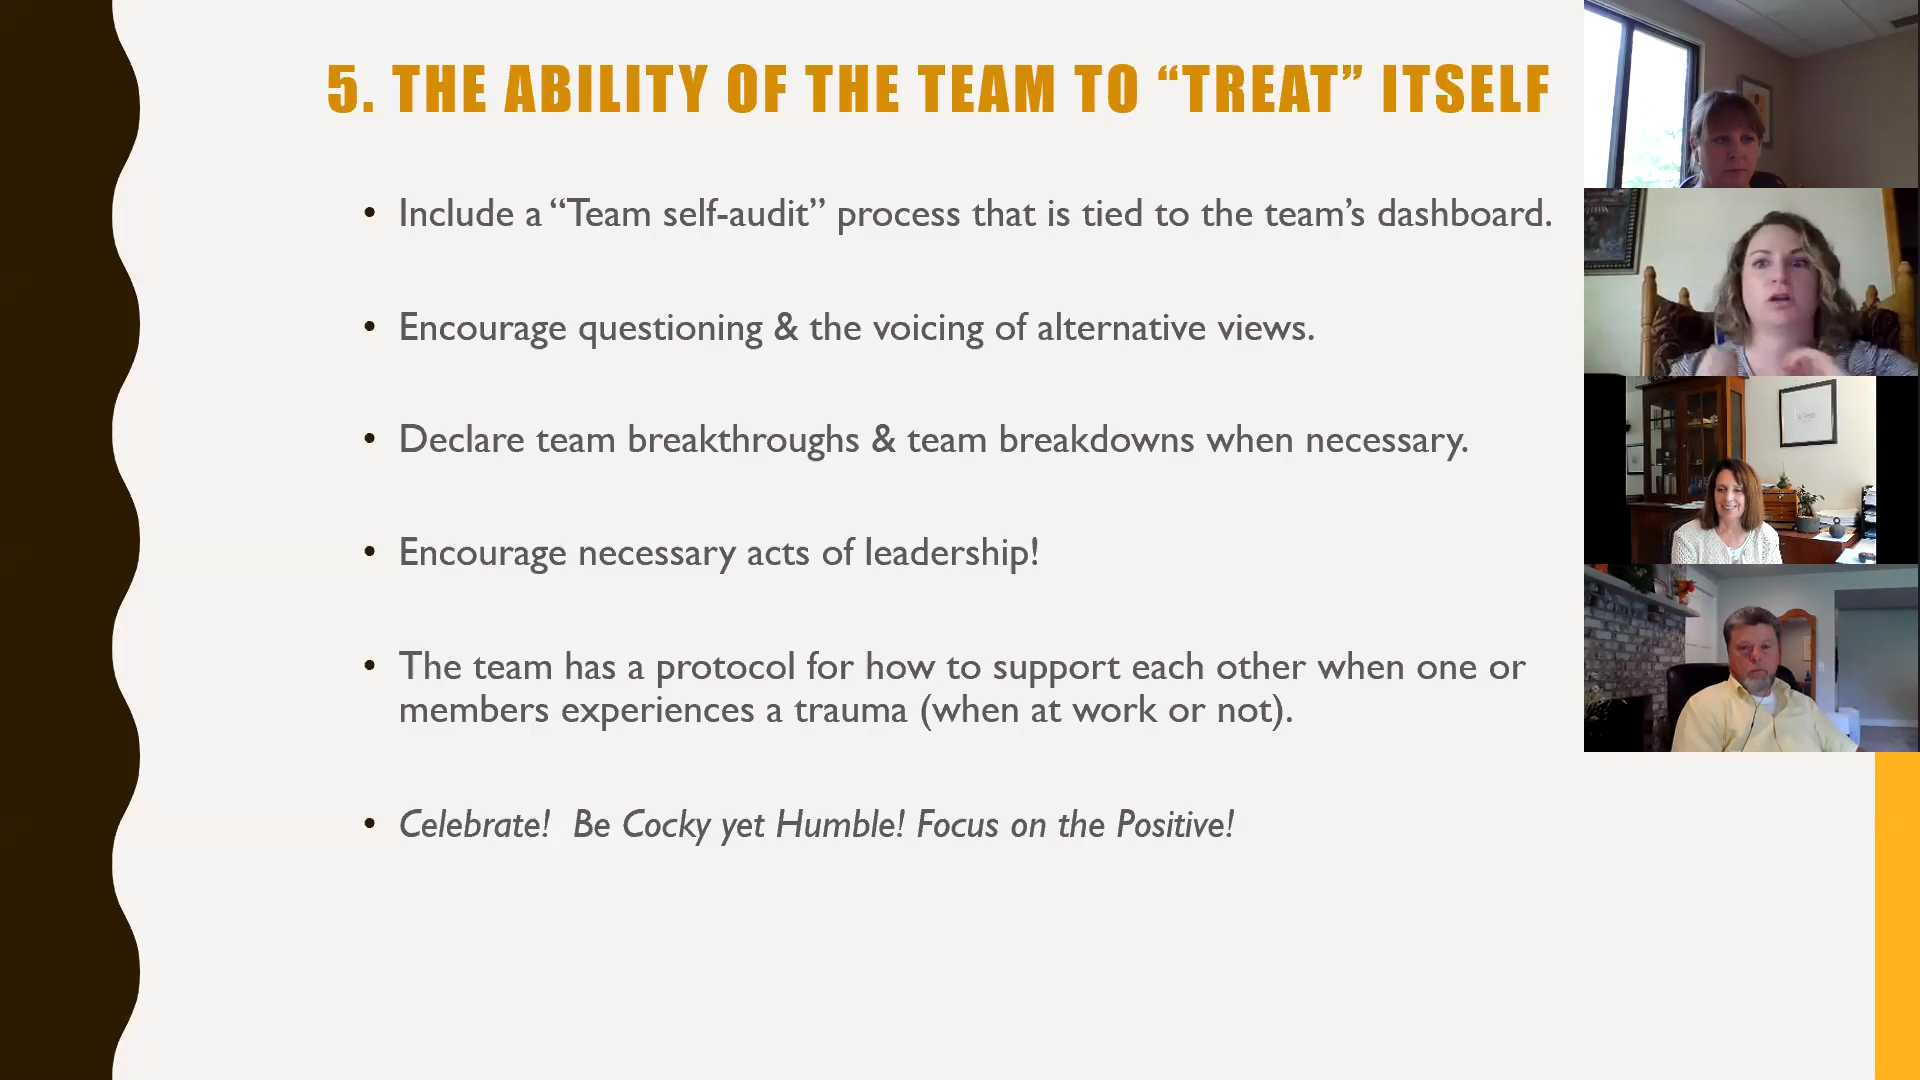 5. THE ABILITY OF THE TEAM TO “TREAT” ITSELF
• Include a “Team self-audit” process that is tied to the team’s dashboard.
• Encourage questioning & the voicing of alternative views.
• Declare team breakthroughs & team breakdowns when necessary.
• Encourage necessary acts of leadership!
• The team has a protocol for how to support each other when one or
members experiences a trauma (when at work or not).
• Celebrate!  Be Cocky yet Humble! Focus on the Positive!